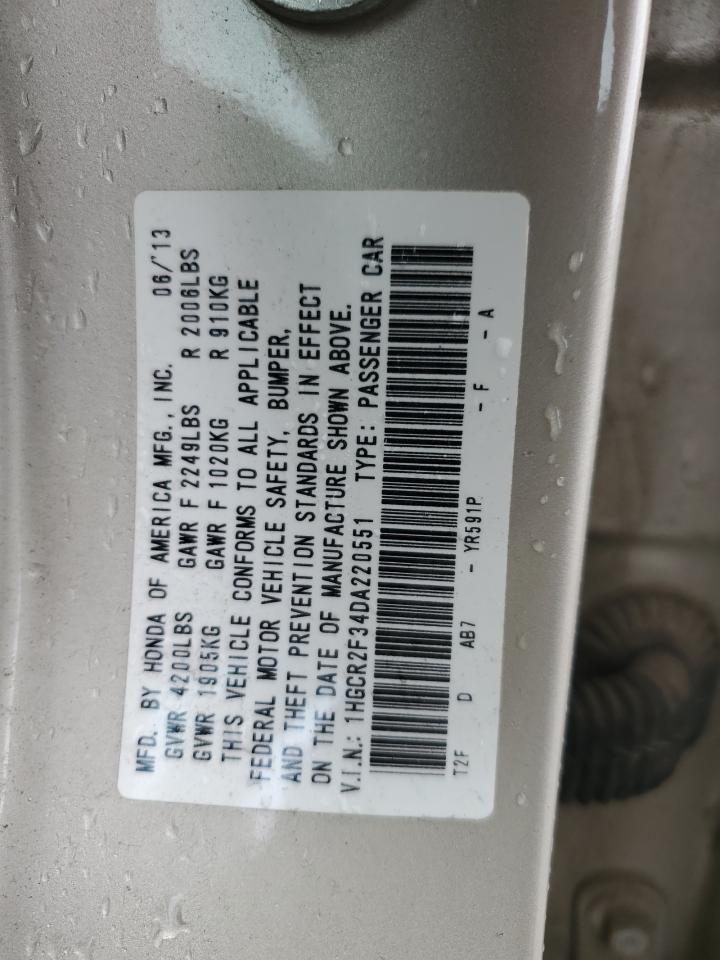 MFD. BY HONDA OF AMERICA MFG., INC. 06/'13
GVWR 4200LBS GAWR F 2249LBS R 2006LBS
GVWR 1905KG GAWR F 1020KG R 910KG
THIS VEHICLE CONFORMS TO ALL APPLICABLE
FEDERAL MOTOR VEHICLE SAFETY, BUMPER,
AND THEFT PREVENTION STANDARDS IN EFFECT
ON THE DATE OF MANUFACTURE SHOWN ABOVE.
V.I.N.: 1HGCR2F34DA220551 TYPE: PASSENGER CAR
T2F D AB7 - YR591P - F - A